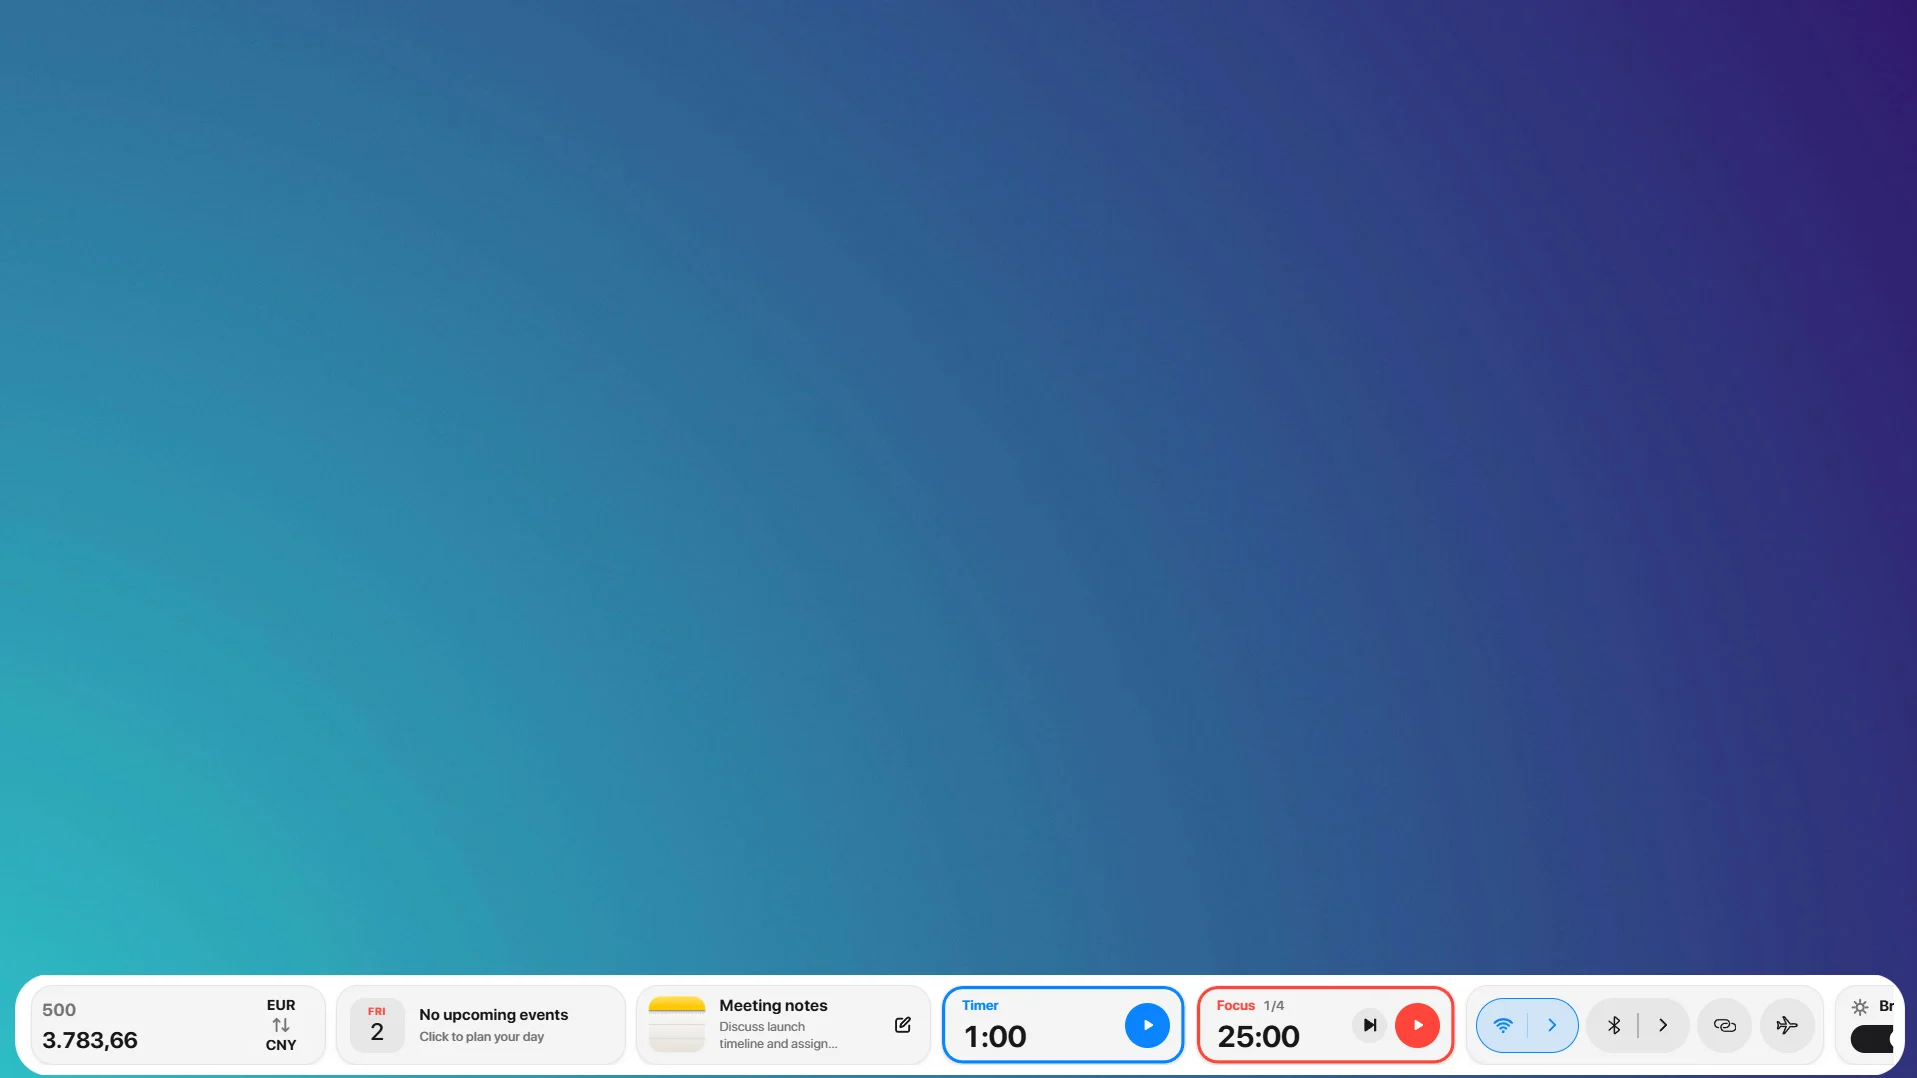 500
3.783,66
EUR
CNY
FRI
2
No upcoming events
Click to plan your day
Meeting notes
Discuss launch
timeline and assign...
Timer
1:00
Focus 1/4
25:00
Br